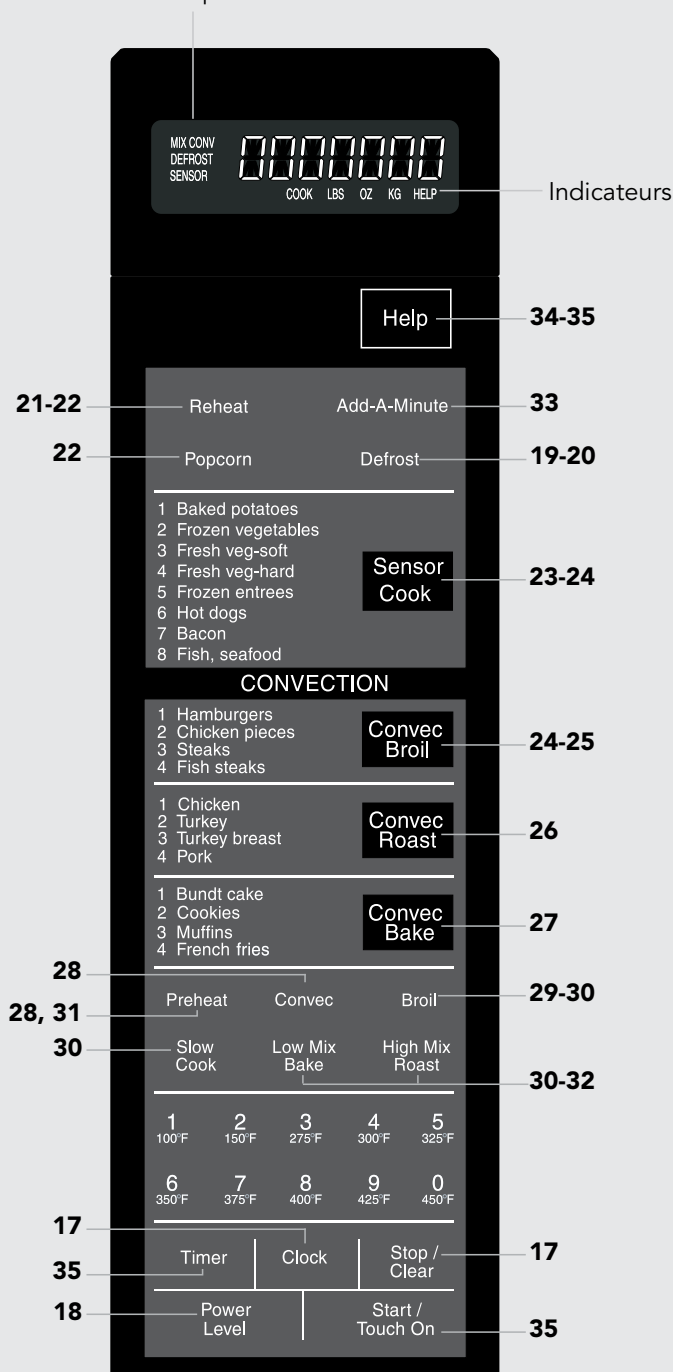 MIX CONV
DEFROST
SENSOR
COOK LBS OZ KG HELP
Indicateurs
Help
34-35
21-22
Reheat
Add-A-Minute
33
22
Popcorn
Defrost
19-20
1 Baked potatoes
2 Frozen vegetables
3 Fresh veg-soft
4 Fresh veg-hard
5 Frozen entrees
6 Hot dogs
7 Bacon
8 Fish, seafood
Sensor
Cook
23-24
CONVECTION
1 Hamburgers
2 Chicken pieces
3 Steaks
4 Fish steaks
Convec
Broil
24-25
1 Chicken
2 Turkey
3 Turkey breast
4 Pork
Convec
Roast
26
1 Bundt cake
2 Cookies
3 Muffins
4 French fries
Convec
Bake
27
28
28, 31
Preheat
Convec
Broil
29-30
30
Slow
Cook
Low Mix
Bake
High Mix
Roast
30-32
1 2 3 4 5
100°F 150°F 275°F 300°F 325°F
6 7 8 9 0
350°F 375°F 400°F 425°F 450°F
17
35
Timer
Clock
Stop /
Clear
17
18
Power
Level
Start /
Touch On
35